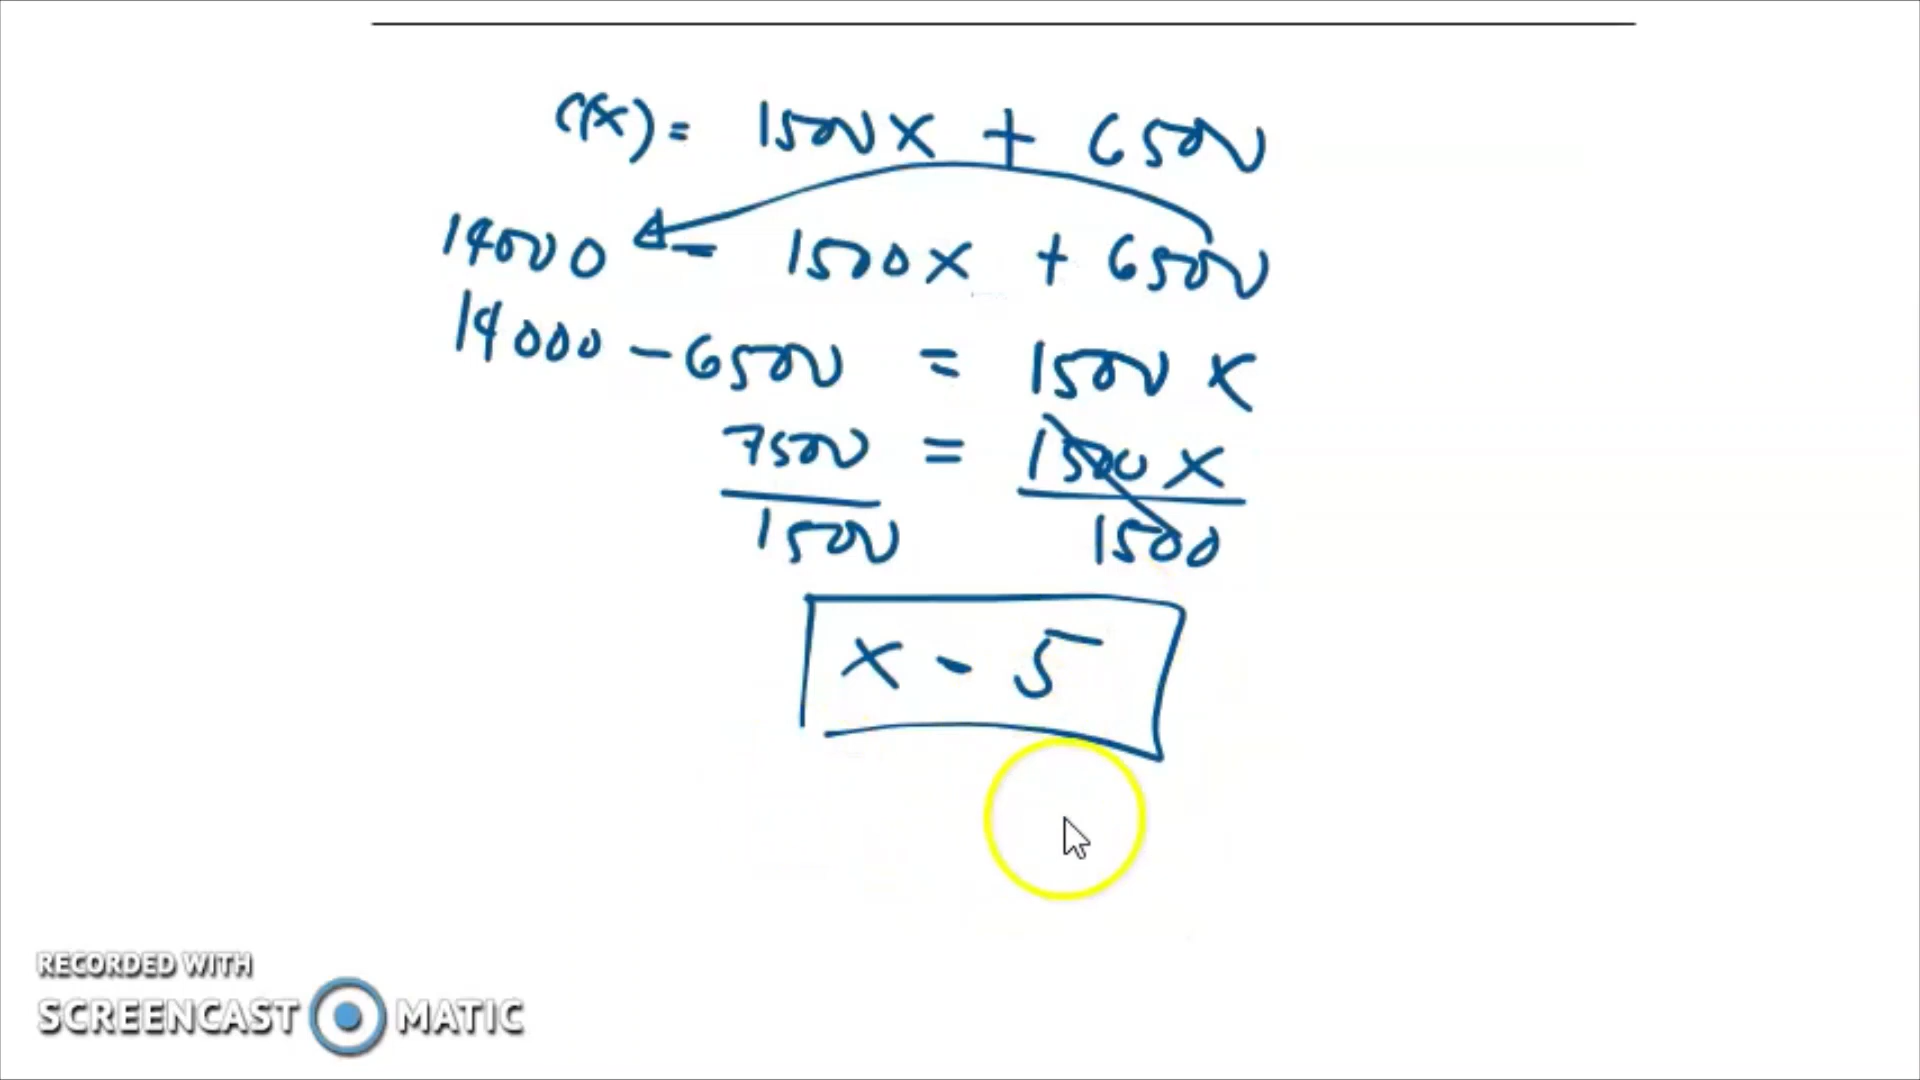 C(x) = 1500x + 6500
14000 = 1500x + 6500
14000 - 6500 = 1500x
7500 = 1500x
1500 1500
x - 5
RECORDED WITH
SCREENCAST MATIC